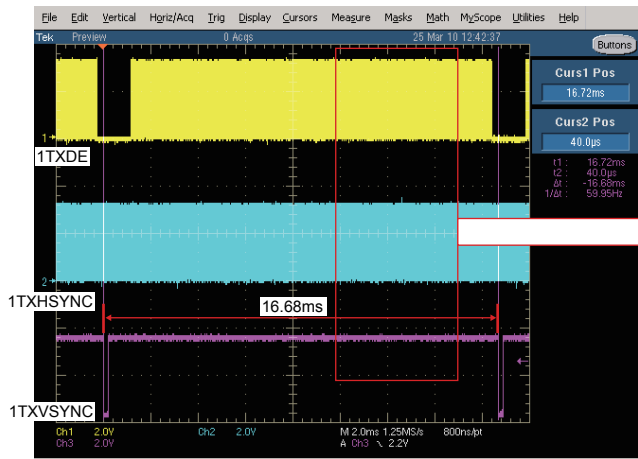 File Edit Vertical Horiz/Acq Trig Display Cursors Measure Masks Math MyScope Utilities Help
Tek Preview 0 Acqs 25 Mar 10 12:42:37
Buttons
Curs1 Pos
16.72ms
Curs2 Pos
40.0µs
t1 : 16.72ms
t2 : 40.0µs
Δt : -16.68ms
1/Δt : 59.95Hz
1
1TXDE
2
1TXHSYNC
16.68ms
1TXVSYNC
Ch1 2.0V Ch2 2.0V M 2.0ms 1.25MS/s 800ns/pt
Ch3 2.0V A Ch3 2.2V